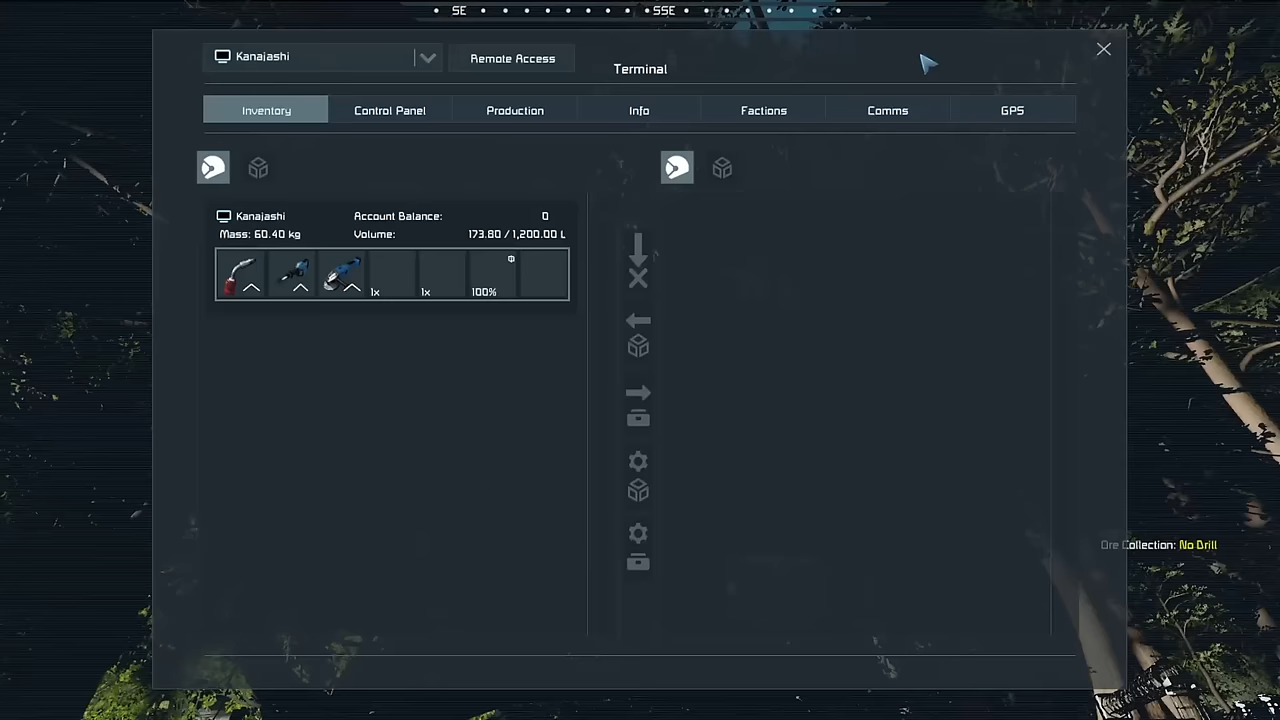 SE SSE
Kanajashi
Remote Access
Terminal
Inventory Control Panel Production Info Factions Comms GPS
Kanajashi Account Balance: 0
Mass: 60.40 kg Volume: 173.80 / 1,200.00 L
1x 1x 100%
Ore Collection: No Drill